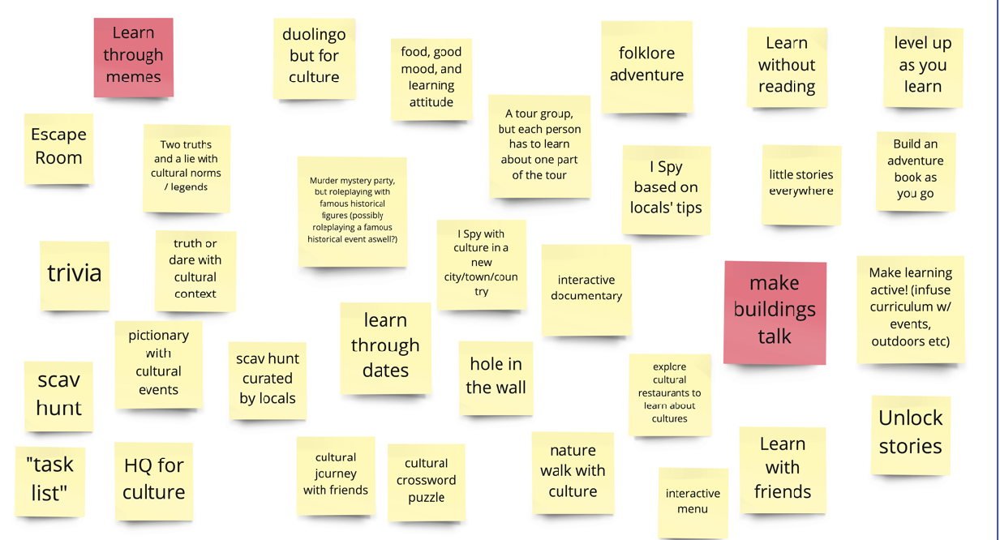 Learn
through
memes
duolingo
but for
culture
food, good
mood, and
learning
attitude
folklore
adventure
Learn
without
reading
level up
as you
learn
Escape
Room
Two truths
and a lie with
cultural norms
/ legends
Murder mystery party,
but roleplaying with
famous historical
figures (possibly
roleplaying a famous
historical event aswell?)
A tour group,
but each person
has to learn
about one part
of the tour
I Spy
based on
locals' tips
little stories
everywhere
Build an
adventure
book as
you go
trivia
truth or
dare with
cultural
context
I Spy with
culture in a
new
city/town/coun
try
interactive
documentary
make
buildings
talk
Make learning
active! (infuse
curriculum w/
events,
outdoors etc)
scav
hunt
pictionary
with
cultural
events
scav hunt
curated
by locals
learn
through
dates
hole in
the wall
explore
cultural
restaurants to
learn about
cultures
Unlock
stories
"task
list"
HQ for
culture
cultural
journey
with friends
cultural
crossword
puzzle
nature
walk with
culture
interactive
menu
Learn
with
friends